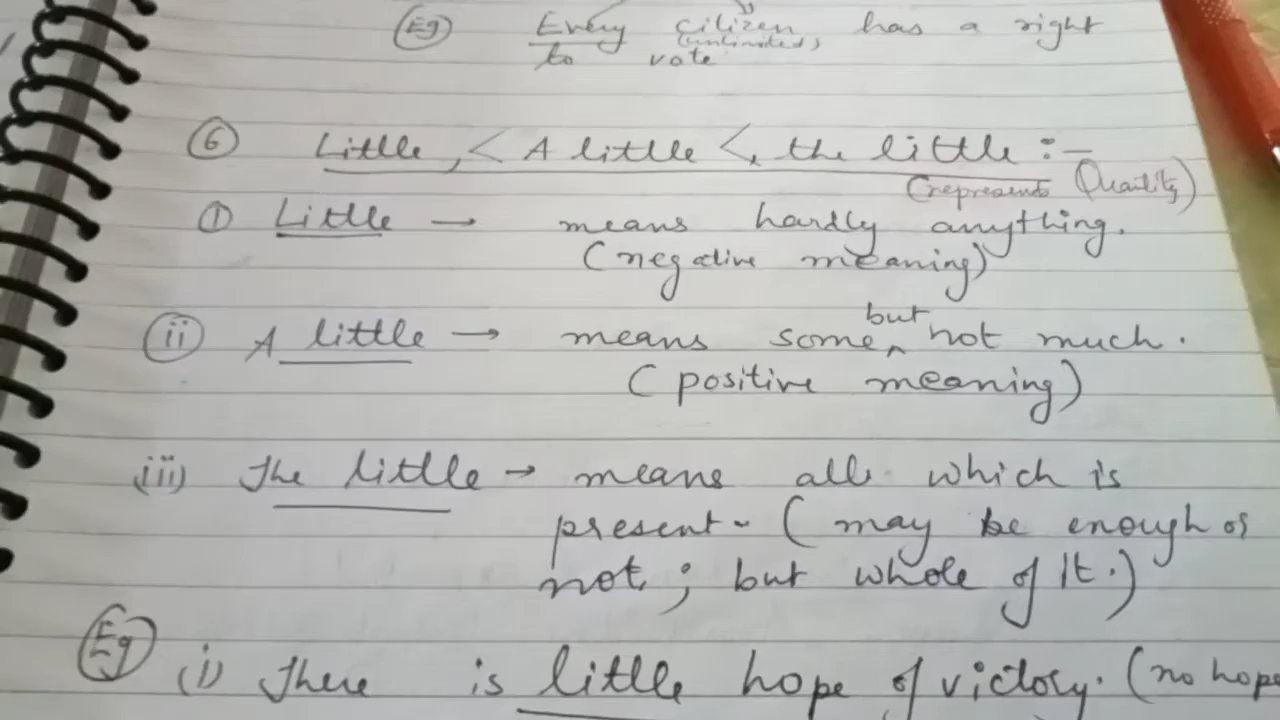 Eg Every citizen has a right
(unlimited)
to vote
6 Little, < A little <, the little :-
(represents Quantity)
i Little → means hardly anything.
(negative meaning)
ii A little → means some but not much.
(positive meaning)
(iii) The little → means all which is
present - (may be enough or
not; but whole of it.)
Eg (i) There is little hope of victory. (no hope